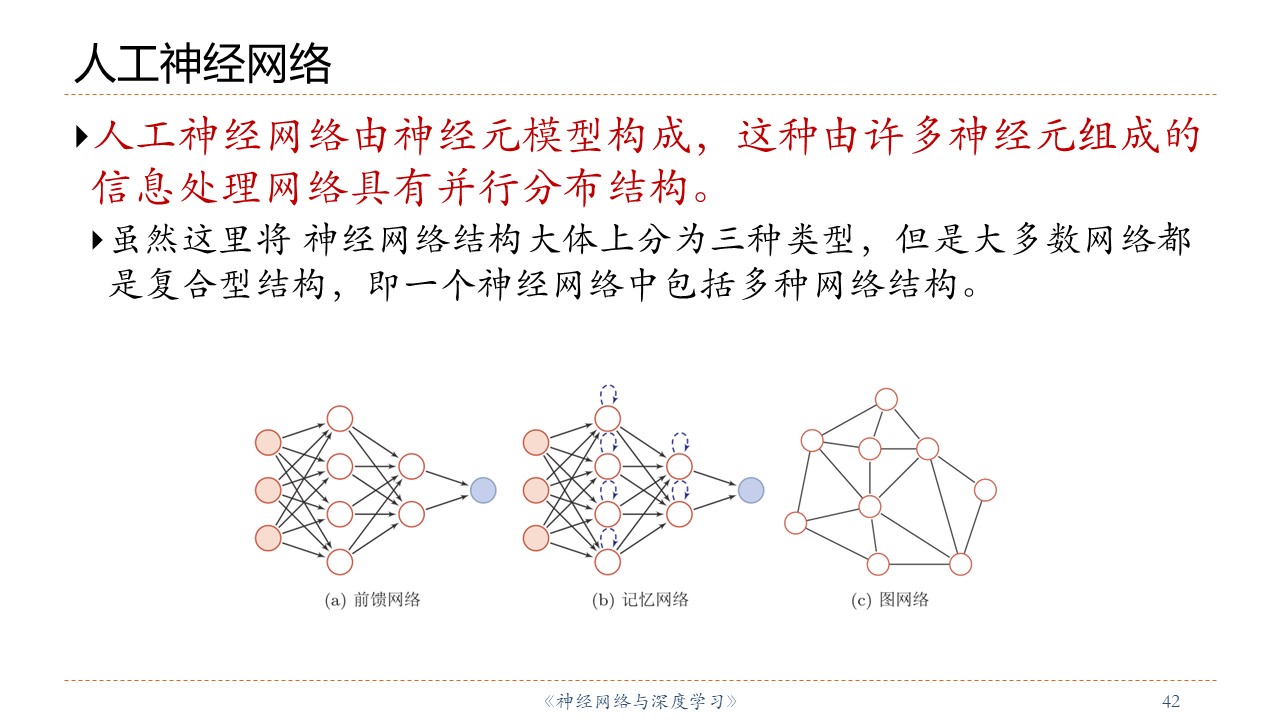 人工神经网络
人工神经网络由神经元模型构成，这种由许多神经元组成的
信息处理网络具有并行分布结构。
虽然这里将 神经网络结构大体上分为三种类型，但是大多数网络都
是复合型结构，即一个神经网络中包括多种网络结构。
(a) 前馈网络
(b) 记忆网络
(c) 图网络
《神经网络与深度学习》
42